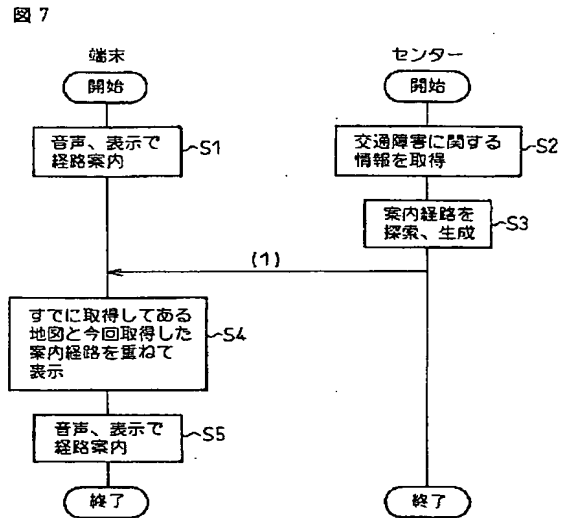 図 7
端末
センター
開始
開始
音声、表示で
経路案内
S1
交通障害に関する
情報を取得
S2
案内経路を
探索、生成
S3
(1)
すでに取得してある
地図と今回取得した
案内経路を重ねて
表示
S4
音声、表示で
経路案内
S5
終了
終了